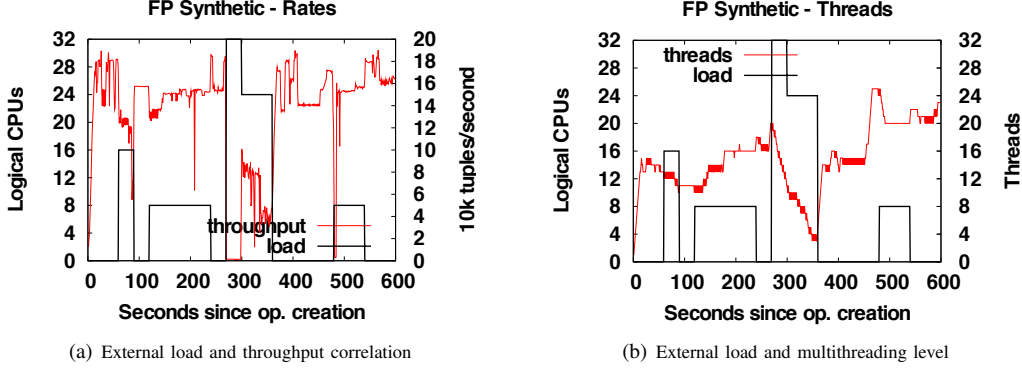 FP Synthetic - Rates
32
28
24
20
16
12
8
4
0
Logical CPUs
20
18
16
14
12
10
8
6
4
2
0
10k tuples/second
throughput
load
0 100 200 300 400 500 600
Seconds since op. creation
(a) External load and throughput correlation
FP Synthetic - Threads
32
28
24
20
16
12
8
4
0
Logical CPUs
threads
load
32
28
24
20
16
12
8
4
0
Threads
0 100 200 300 400 500 600
Seconds since op. creation
(b) External load and multithreading level